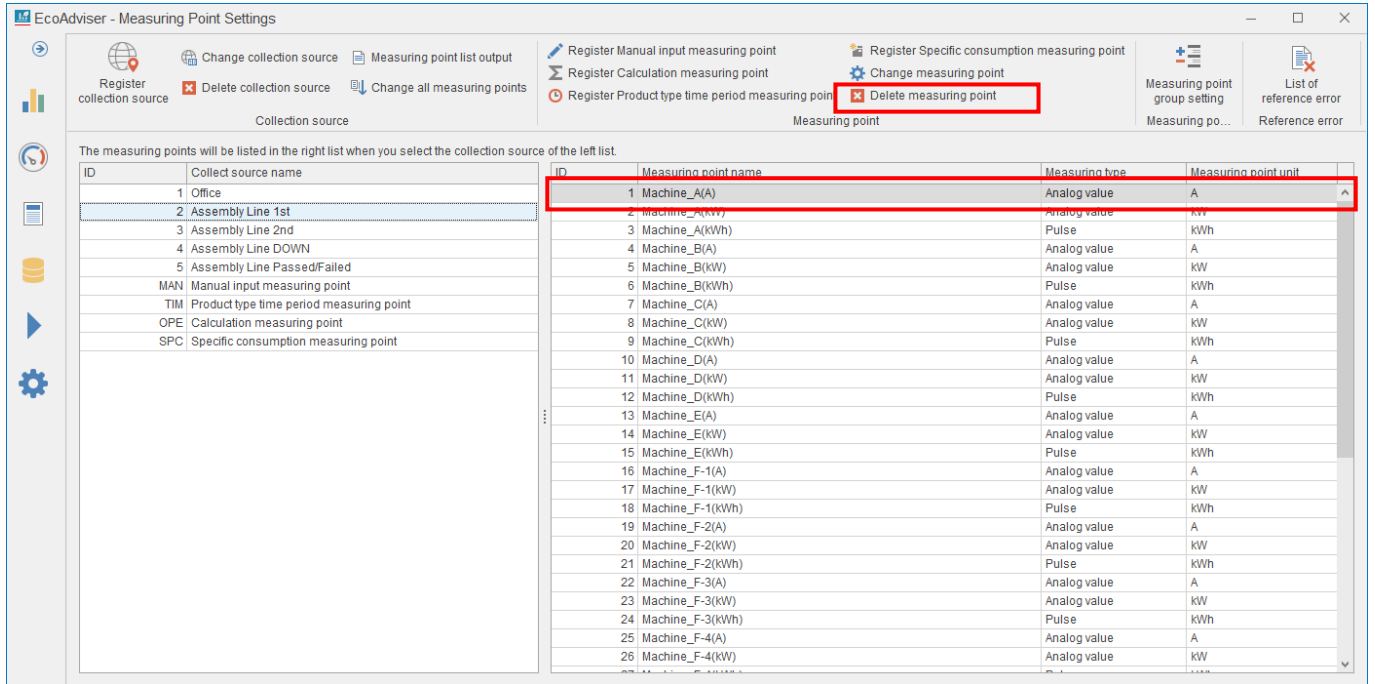 EcoAdviser - Measuring Point Settings
Register collection source
Change collection source
Delete collection source
Measuring point list output
Change all measuring points
Collection source
Register Manual input measuring point
Register Calculation measuring point
Register Product type time period measuring poin
Register Specific consumption measuring point
Change measuring point
Delete measuring point
Measuring point
Measuring point group setting
Measuring po...
List of reference error
Reference error
The measuring points will be listed in the right list when you select the collection source of the left list.
ID Collect source name
1 Office
2 Assembly Line 1st
3 Assembly Line 2nd
4 Assembly Line DOWN
5 Assembly Line Passed/Failed
MAN Manual input measuring point
TIM Product type time period measuring point
OPE Calculation measuring point
SPC Specific consumption measuring point
ID Measuring point name Measuring type Measuring point unit
1 Machine_A(A) Analog value A
2 Machine_A(kW) Analog value kW
3 Machine_A(kWh) Pulse kWh
4 Machine_B(A) Analog value A
5 Machine_B(kW) Analog value kW
6 Machine_B(kWh) Pulse kWh
7 Machine_C(A) Analog value A
8 Machine_C(kW) Analog value kW
9 Machine_C(kWh) Pulse kWh
10 Machine_D(A) Analog value A
11 Machine_D(kW) Analog value kW
12 Machine_D(kWh) Pulse kWh
13 Machine_E(A) Analog value A
14 Machine_E(kW) Analog value kW
15 Machine_E(kWh) Pulse kWh
16 Machine_F-1(A) Analog value A
17 Machine_F-1(kW) Analog value kW
18 Machine_F-1(kWh) Pulse kWh
19 Machine_F-2(A) Analog value A
20 Machine_F-2(kW) Analog value kW
21 Machine_F-2(kWh) Pulse kWh
22 Machine_F-3(A) Analog value A
23 Machine_F-3(kW) Analog value kW
24 Machine_F-3(kWh) Pulse kWh
25 Machine_F-4(A) Analog value A
26 Machine_F-4(kW) Analog value kW